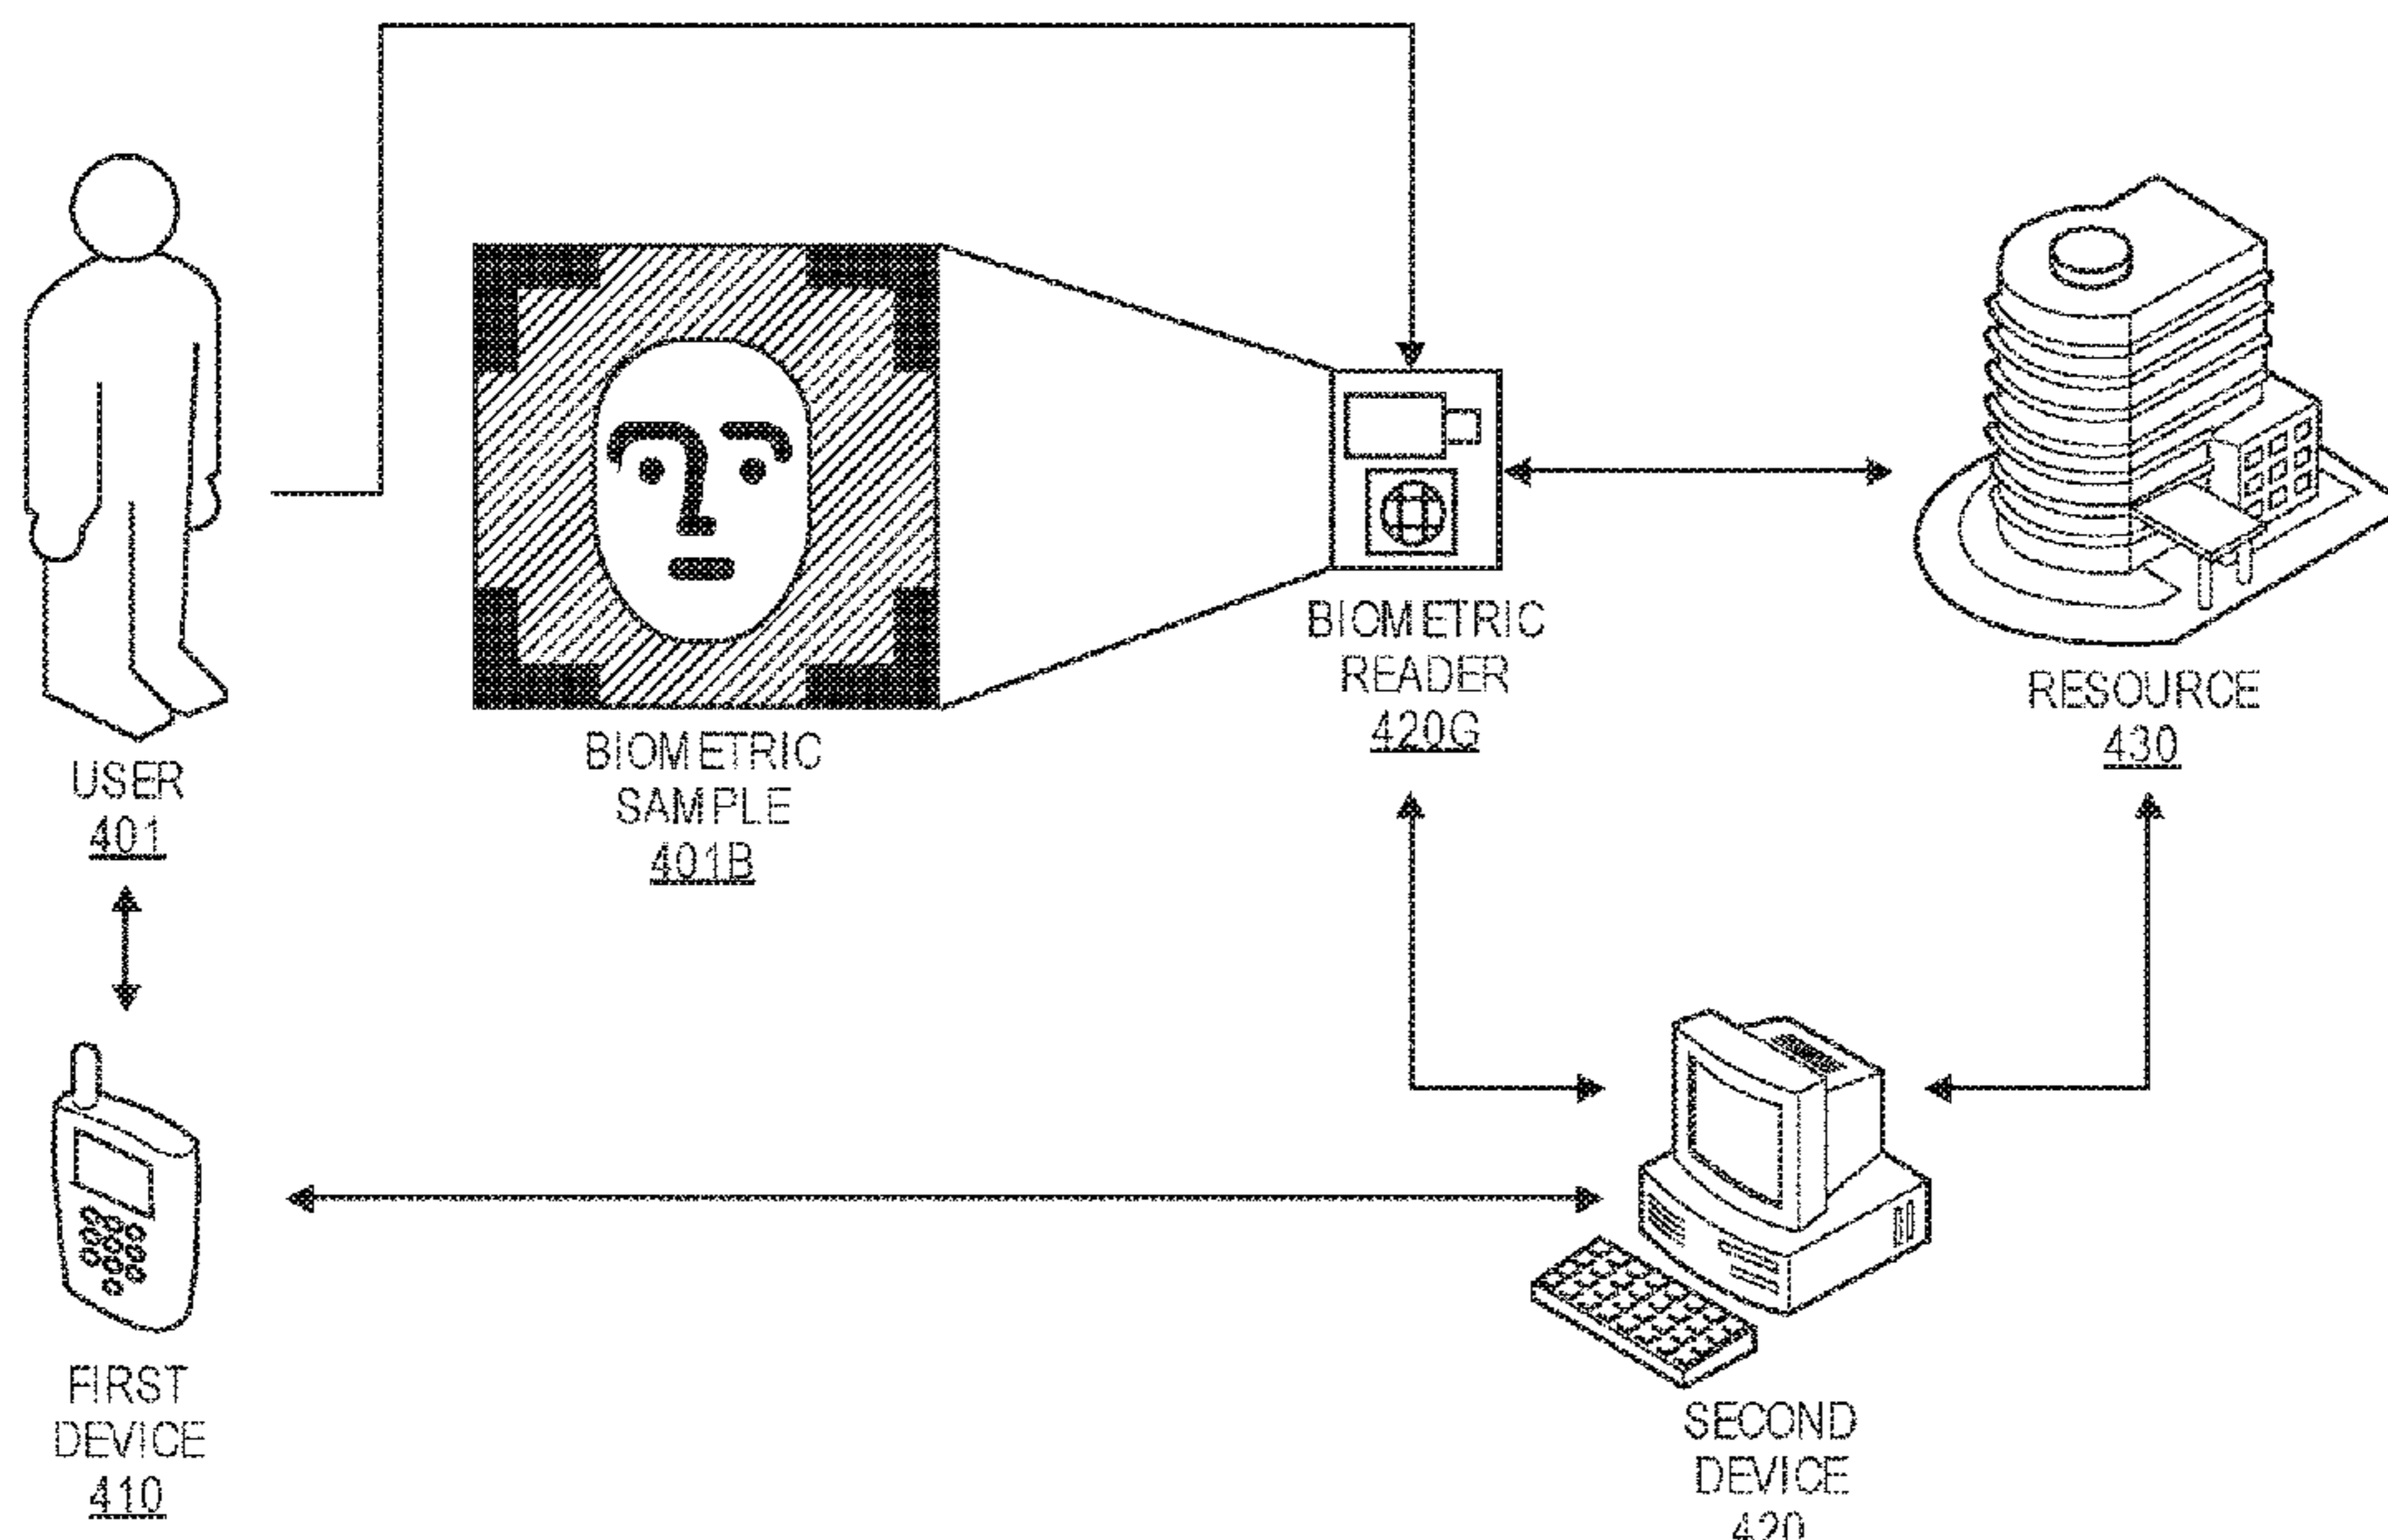 USER
401
BIOMETRIC
SAMPLE
401B
BIOMETRIC
READER
420G
RESOURCE
430
FIRST
DEVICE
410
SECOND
DEVICE
420